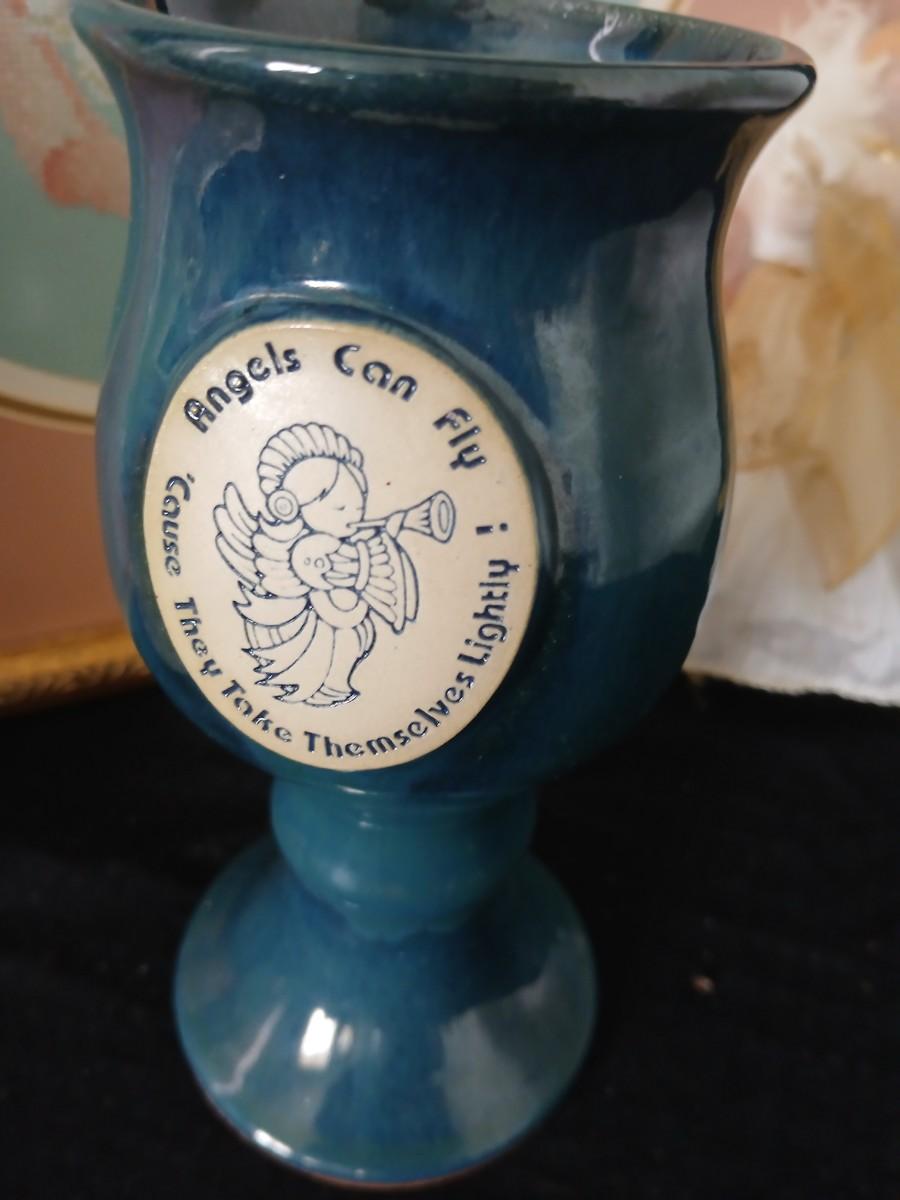 Angels Can Fly !
'Cause They Take Themselves Lightly